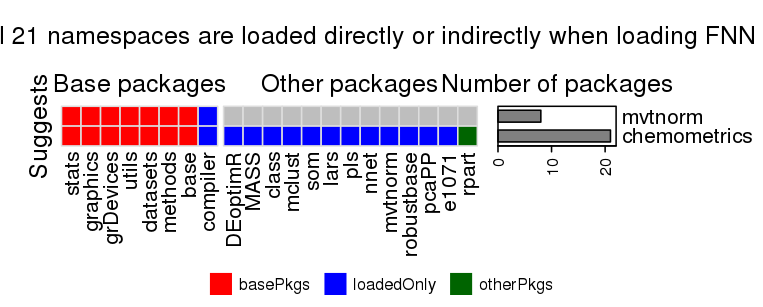 l 21 namespaces are loaded directly or indirectly when loading FNN
Base packages
Other packages
Number of packages
Suggests
mvtnorm
chemometrics
stats
graphics
grDevices
utils
datasets
methods
base
compiler
DEoptimR
MASS
class
mclust
som
lars
pls
nnet
mvtnorm
robustbase
pcaPP
e1071
rpart
0
10
20
basePkgs
loadedOnly
otherPkgs